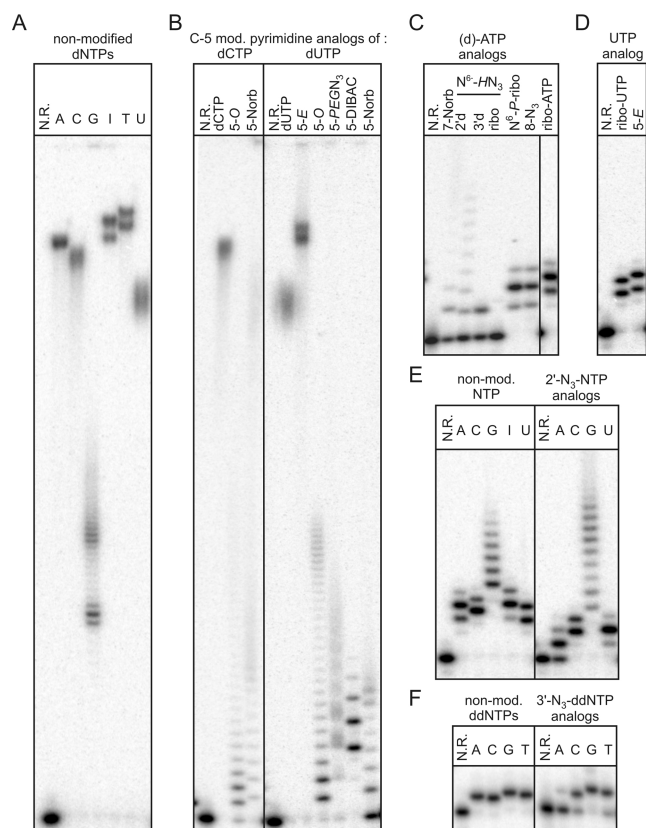 A
non-modified
dNTPs
N.R.
A C G I T U
B
C-5 mod. pyrimidine analogs of :
dCTP dUTP
N.R.
dCTP
5-O
5-Norb
N.R.
dUTP
5-E
5-O
5-PEGN₃
5-DIBAC
5-Norb
C
(d)-ATP
analogs
N⁶-HN₃
N.R.
7-Norb
2'd
3'd
ribo
N⁶-P-ribo
8-N₃
ribo-ATP
D
UTP
analog
N.R.
ribo-UTP
5-E
E
non-mod.
NTP
2'-N₃-NTP
analogs
N.R.
A C G I U
N.R.
A C G U
F
non-mod.
ddNTPs
3'-N₃-ddNTP
analogs
N.R.
A C G T
N.R.
A C G T